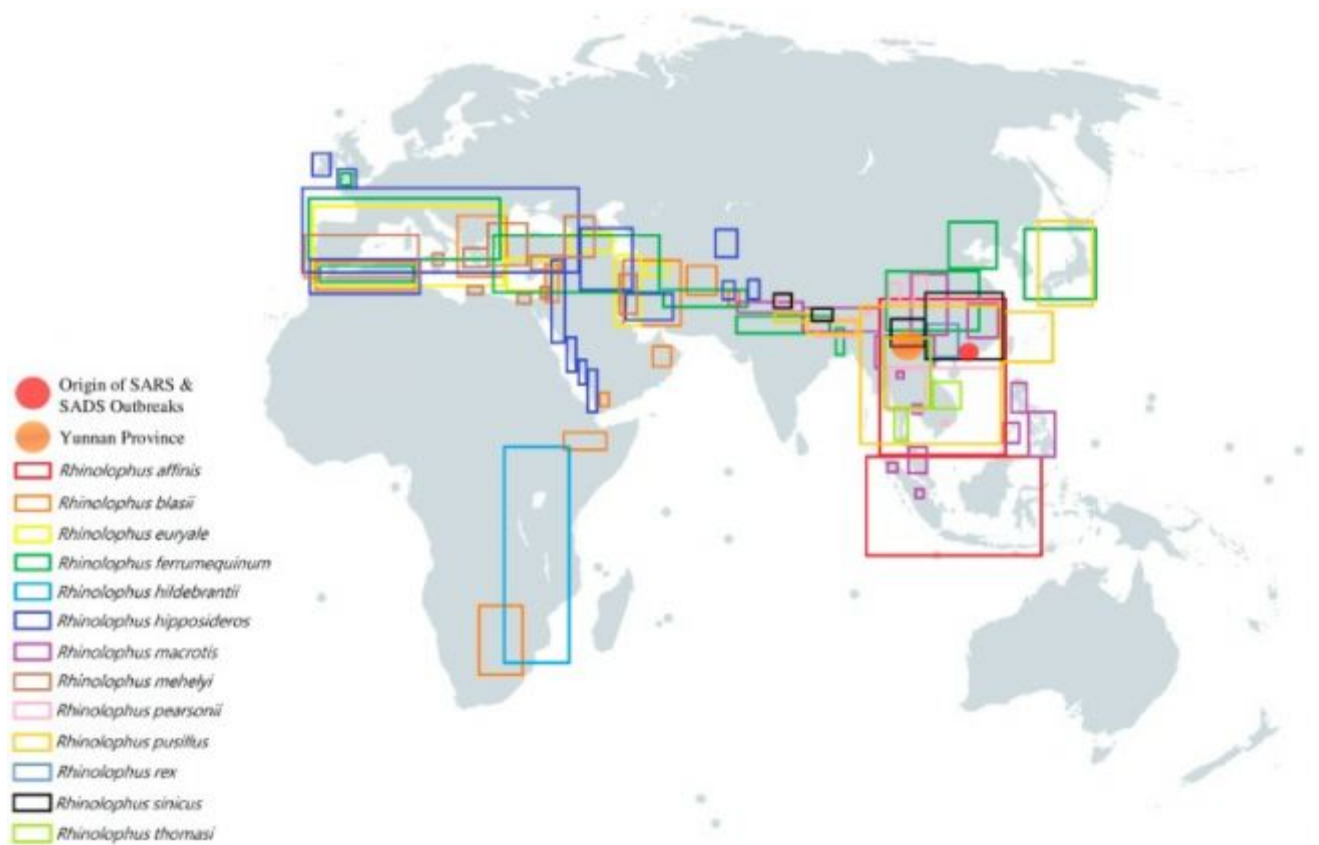 Origin of SARS &
SADS Outbreaks
Yunnan Province
Rhinolophus affinis
Rhinolophus blasii
Rhinolophus euryale
Rhinolophus ferrumequinum
Rhinolophus hildebrantii
Rhinolophus hipposideros
Rhinolophus macrotis
Rhinolophus mehelyi
Rhinolophus pearsonii
Rhinolophus pusillus
Rhinolophus rex
Rhinolophus sinicus
Rhinolophus thomasi